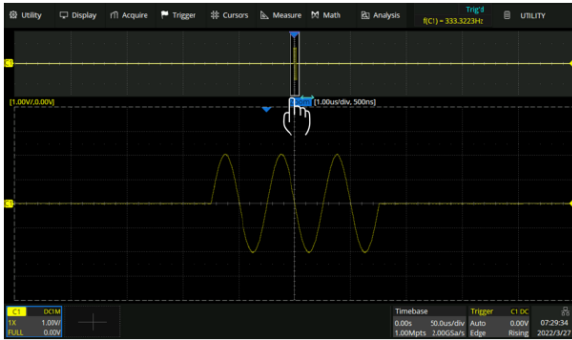 Utility Display Acquire Trigger Cursors Measure Math Analysis Trig'd UTILITY
f(C1) = 333.3223Hz
[1.00V/,0.00V] [1.00us/div, 500ns]
C1 DC1M Timebase Trigger C1 DC
1X 1.00V/ 0.00s 50.0us/div Auto 0.00V 07:29:34
FULL 0.00V 1.00Mpts 2.00GSa/s Edge Rising 2022/3/27